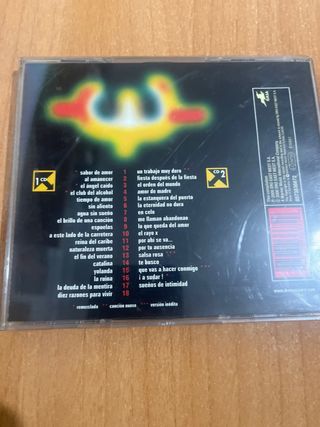 1 CD
CD 2
* sabor de amor 1
al amanecer 2
el ángel caído 3
* el club del alcohol 4
tiempo de amor 5
sin aliento 6
agua sin sueño 7
el brillo de una canción 8
espuelas 9
a este lado de la carretera 10
reina del caribe 11
naturaleza muerta 12
el fin del verano 13
catalina 14
yolanda 15
la ruina 16
la deuda de la mentira 17
diez razones para vivir 18
un trabajo muy duro
fiesta después de la fiesta
el orden del mundo
amor de madre
la estanquera del puerto
la eternidad no dura
en celo
me llaman abandonao
lo que queda del amor
el rayo x
por ahí se va...
por tu ausencia
salsa rosa
te busco
que vas a hacer conmigo
¡ a sudar !
sueños de intimidad
* remezclada
** canción nueva
*** versión inédita